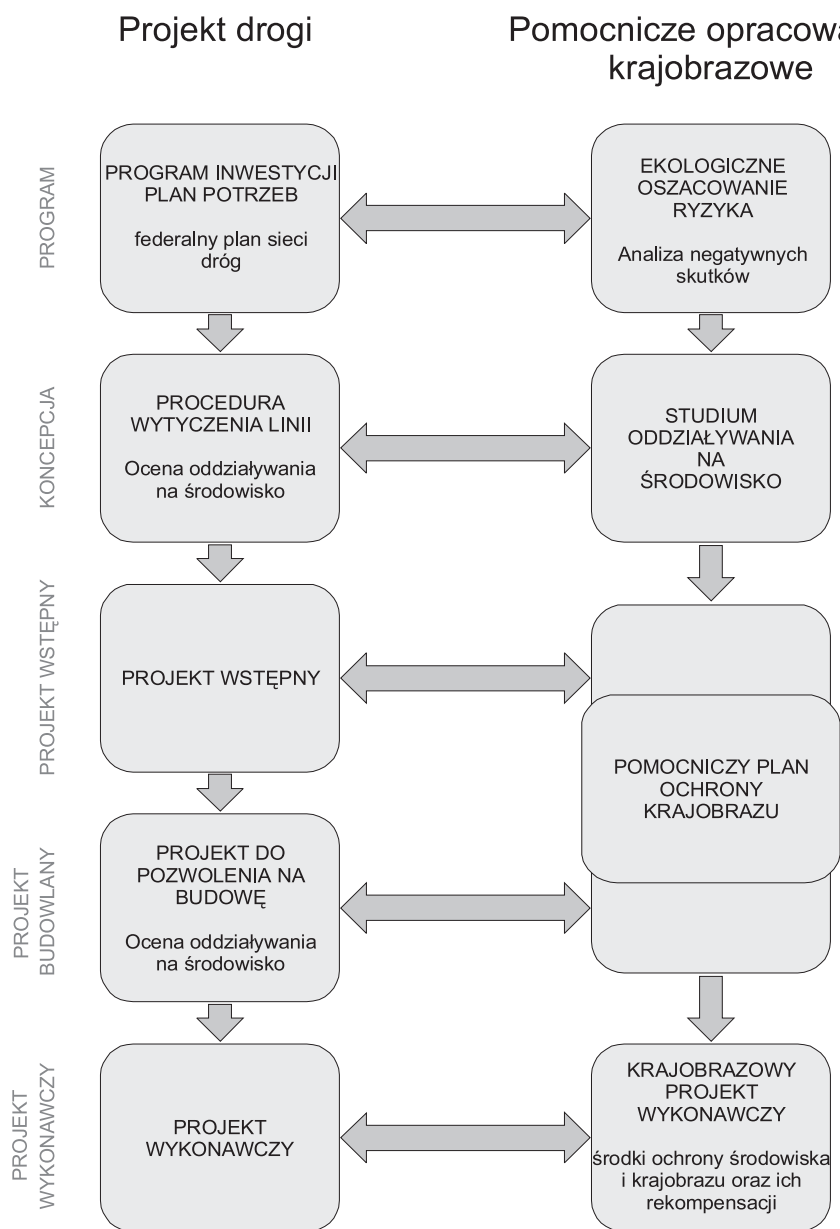 Projekt drogi
Pomocnicze opracowa
krajobrazowe
PROGRAM
PROGRAM INWESTYCJI
PLAN POTRZEB
federalny plan sieci
dróg
EKOLOGICZNE
OSZACOWANIE
RYZYKA
Analiza negatywnych
skutków
KONCEPCJA
PROCEDURA
WYTYCZENIA LINII
Ocena oddziaływania
na środowisko
STUDIUM
ODDZIAŁYWANIA
NA
ŚRODOWISKO
PROJEKT WSTĘPNY
PROJEKT WSTĘPNY
POMOCNICZY PLAN
OCHRONY
KRAJOBRAZU
PROJEKT
BUDOWLANY
PROJEKT DO
POZWOLENIA NA
BUDOWĘ
Ocena oddziaływania
na środowisko
PROJEKT
WYKONAWCZY
PROJEKT
WYKONAWCZY
KRAJOBRAZOWY
PROJEKT
WYKONAWCZY
środki ochrony środowiska
i krajobrazu oraz ich
rekompensacji